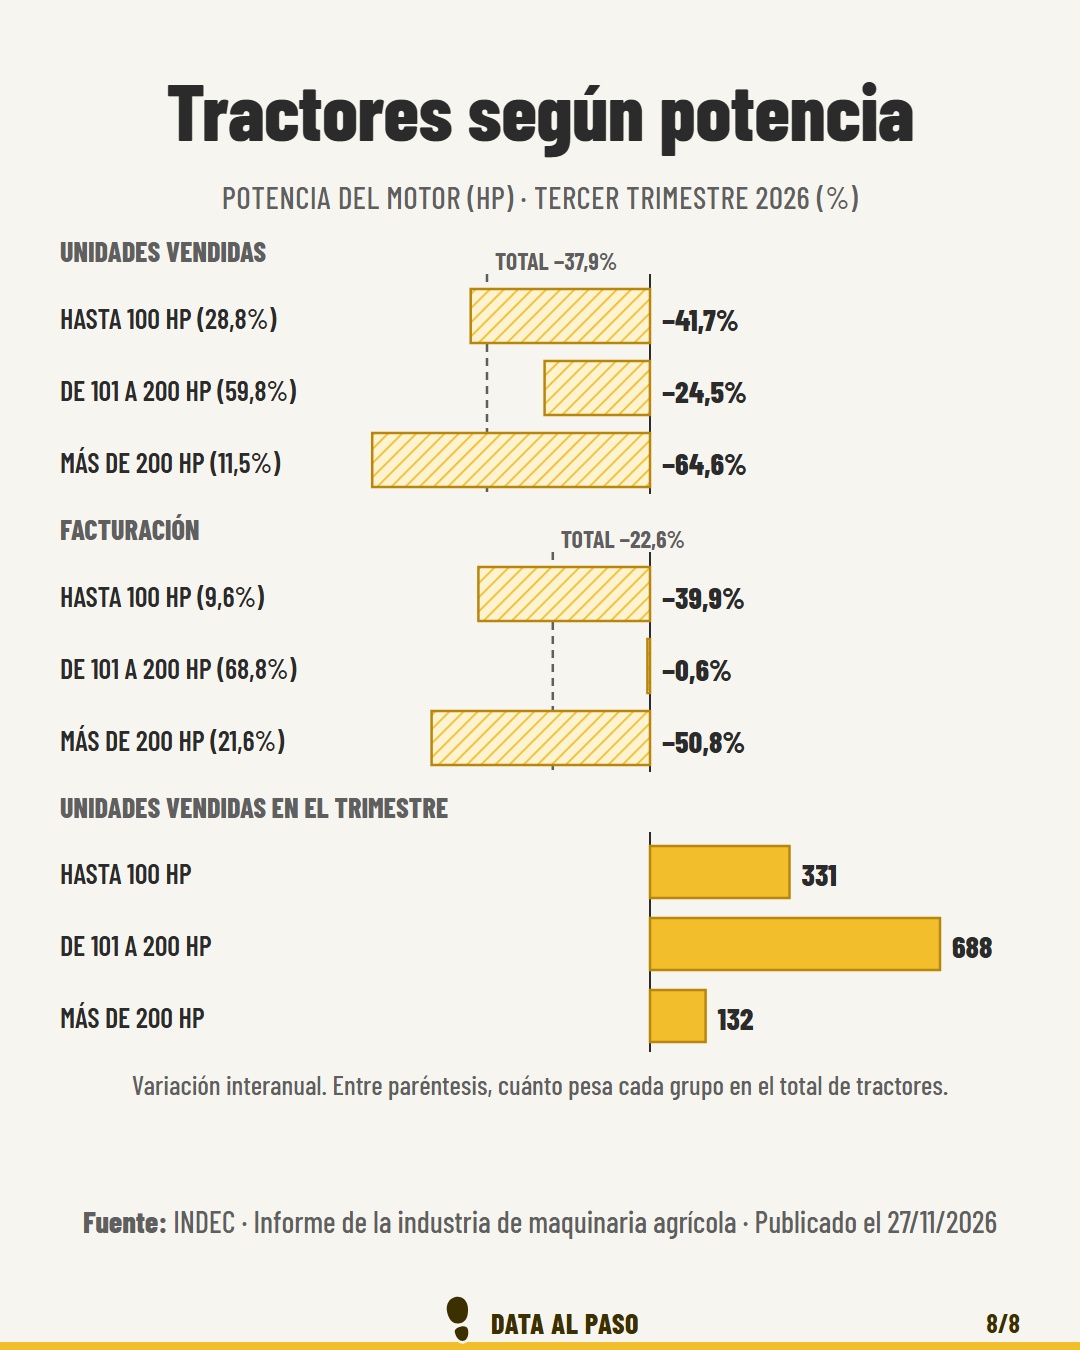 Tractores según potencia
POTENCIA DEL MOTOR (HP) · TERCER TRIMESTRE 2026 (%)
UNIDADES VENDIDAS
TOTAL −37,9%
HASTA 100 HP (28,8%) −41,7%
DE 101 A 200 HP (59,8%) −24,5%
MÁS DE 200 HP (11,5%) −64,6%
FACTURACIÓN
TOTAL −22,6%
HASTA 100 HP (9,6%) −39,9%
DE 101 A 200 HP (68,8%) −0,6%
MÁS DE 200 HP (21,6%) −50,8%
UNIDADES VENDIDAS EN EL TRIMESTRE
HASTA 100 HP 331
DE 101 A 200 HP 688
MÁS DE 200 HP 132
Variación interanual. Entre paréntesis, cuánto pesa cada grupo en el total de tractores.
Fuente: INDEC · Informe de la industria de maquinaria agrícola · Publicado el 27/11/2026
DATA AL PASO
8/8